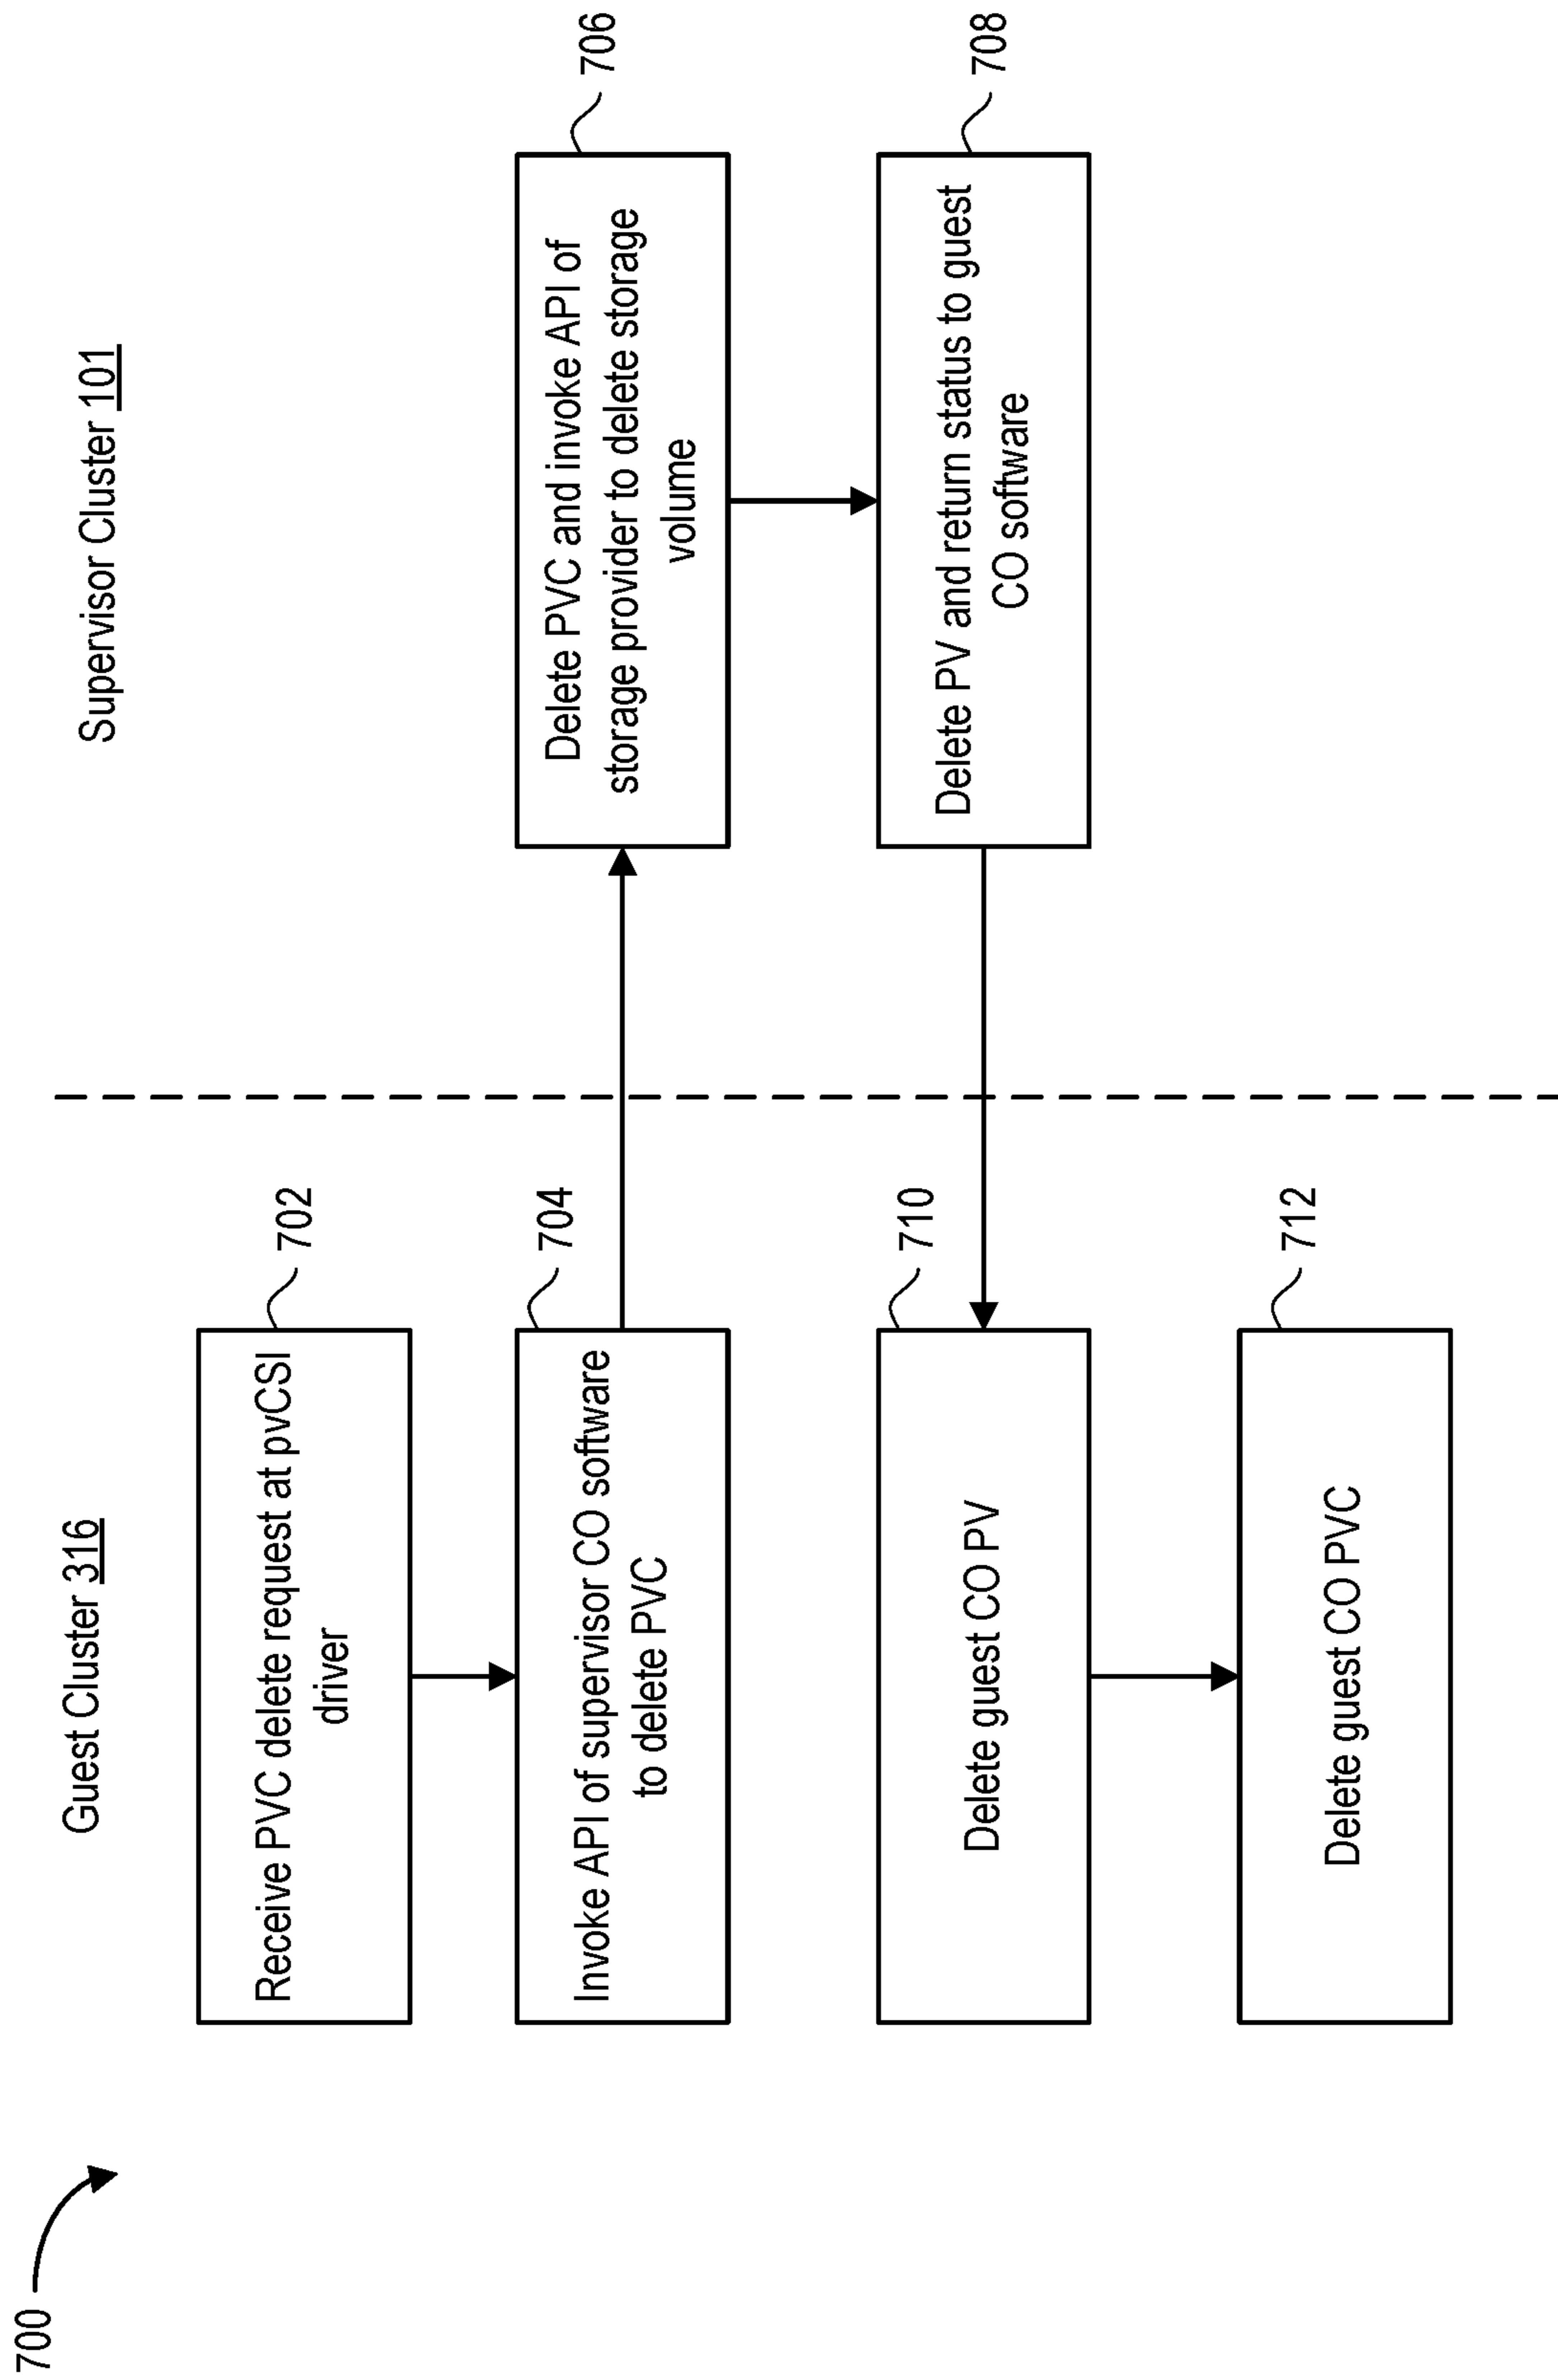 700
Guest Cluster 316
Supervisor Cluster 101
702
Receive PVC delete request at pvCSI
driver
704
Invoke API of supervisor CO software
to delete PVC
706
Delete PVC and invoke API of
storage provider to delete storage
volume
708
Delete PV and return status to guest
CO software
710
Delete guest CO PV
712
Delete guest CO PVC